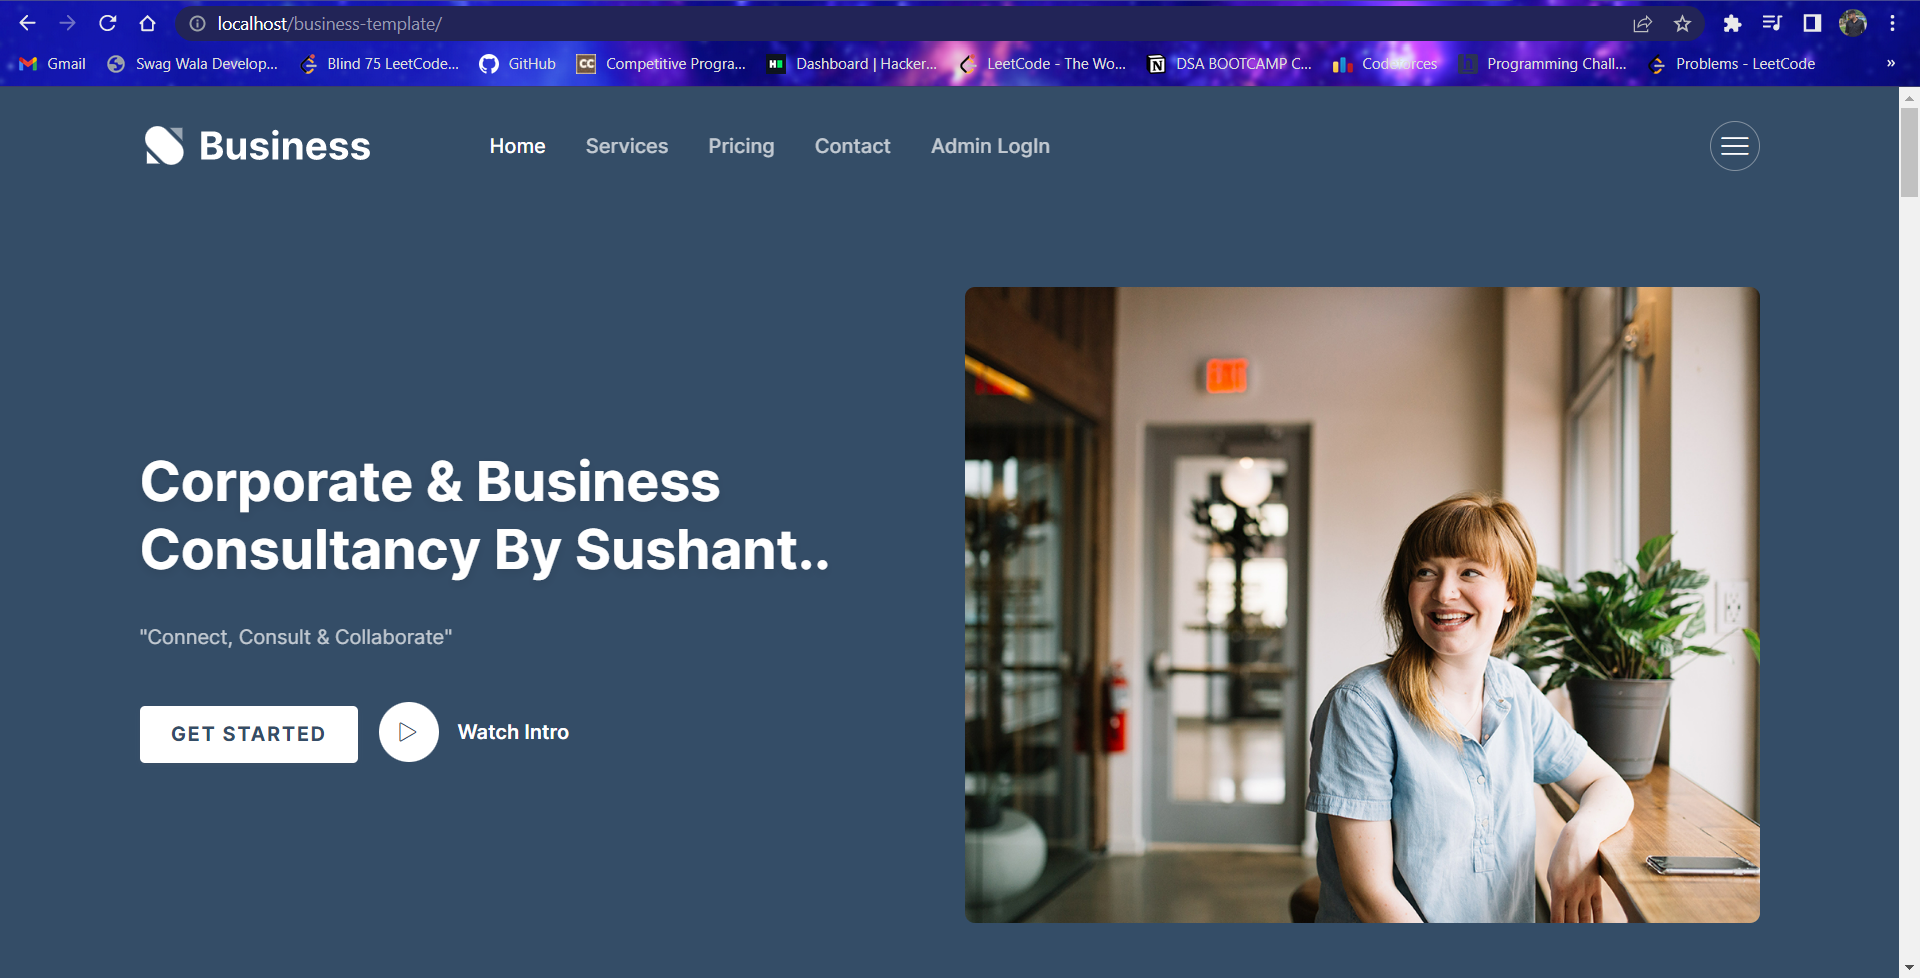 localhost/business-template/
Gmail Swag Wala Develop... Blind 75 LeetCode... GitHub CC Competitive Progra... H Dashboard | Hacker... LeetCode - The Wo... N DSA BOOTCAMP C... Codeforces Programming Chall... Problems - LeetCode »
Business Home Services Pricing Contact Admin LogIn
EXIT
Corporate & Business
Consultancy By Sushant..
"Connect, Consult & Collaborate"
GET STARTED Watch Intro